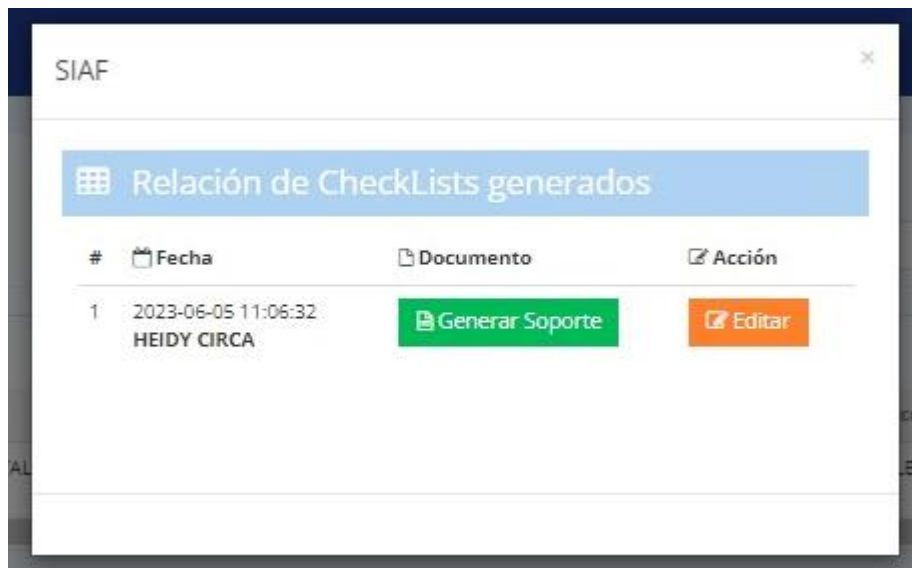 SIAF
×
Relación de CheckLists generados
# Fecha Documento Acción
1 2023-06-05 11:06:32 Generar Soporte Editar
HEIDY CIRCA